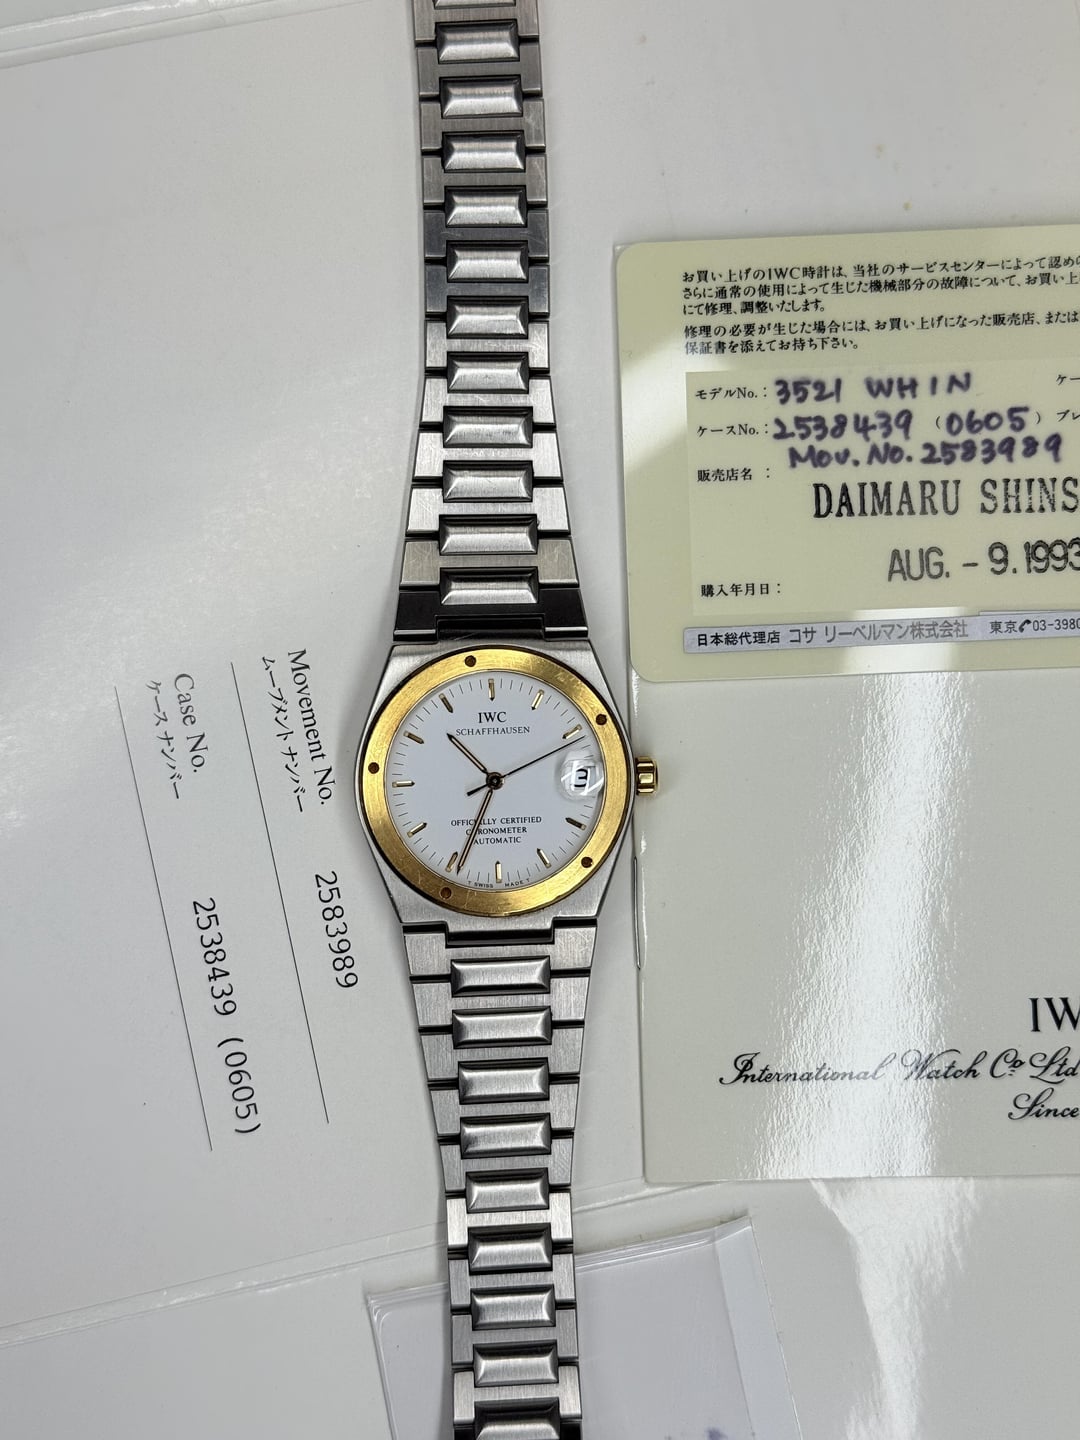 お買い上げのIWC時計は、当社のサービスセンターによって認め
さらに通常の使用によって生じた機械部分の故障について、お買い上
にて修理、調整いたします。
修理の必要が生じた場合には、お買い上げになった販売店、または
保証書を添えてお持ち下さい。
モデルNo.: 3521 WHIN ケー
ケースNo.: 2538439 (0605) ブレ
Mov. No. 2583989
販売店名 :
DAIMARU SHINS
AUG. - 9. 1993
購入年月日:
日本総代理店 コサ リーベルマン株式会社 東京 03-3980
IWC
SCHAFFHAUSEN
3
OFFICIALLY CERTIFIED
CHRONOMETER
AUTOMATIC
T SWISS MADE T
Movement No. 2583989
ムーブメントナンバー
Case No. 2538439 (0605)
ケースナンバー
IW
International Watch Co. Ltd
Since